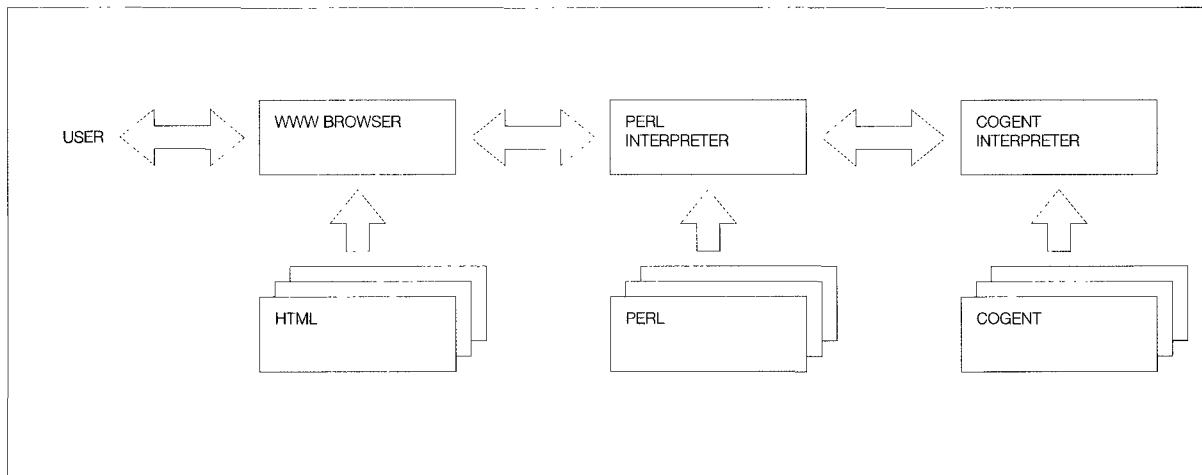 USER
WWW BROWSER
PERL
INTERPRETER
COGENT
INTERPRETER
HTML
PERL
COGENT